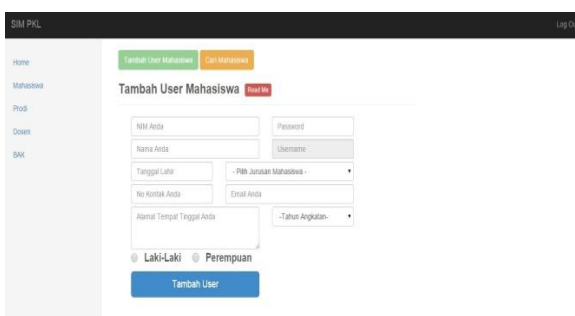 SIM PKL Log Ou
Home
Mahasiswa
Prodi
Dosen
BAK
Tambah User Mahasiswa Cari Mahasiswa
Tambah User Mahasiswa Read Me
NIM Anda Password
Nama Anda Username
Tanggal Lahir - Pilih Jurusan Mahasiswa -
No Kontak Anda Email Anda
Alamat Tempat Tinggal Anda -Tahun Angkatan-
Laki-Laki Perempuan
Tambah User